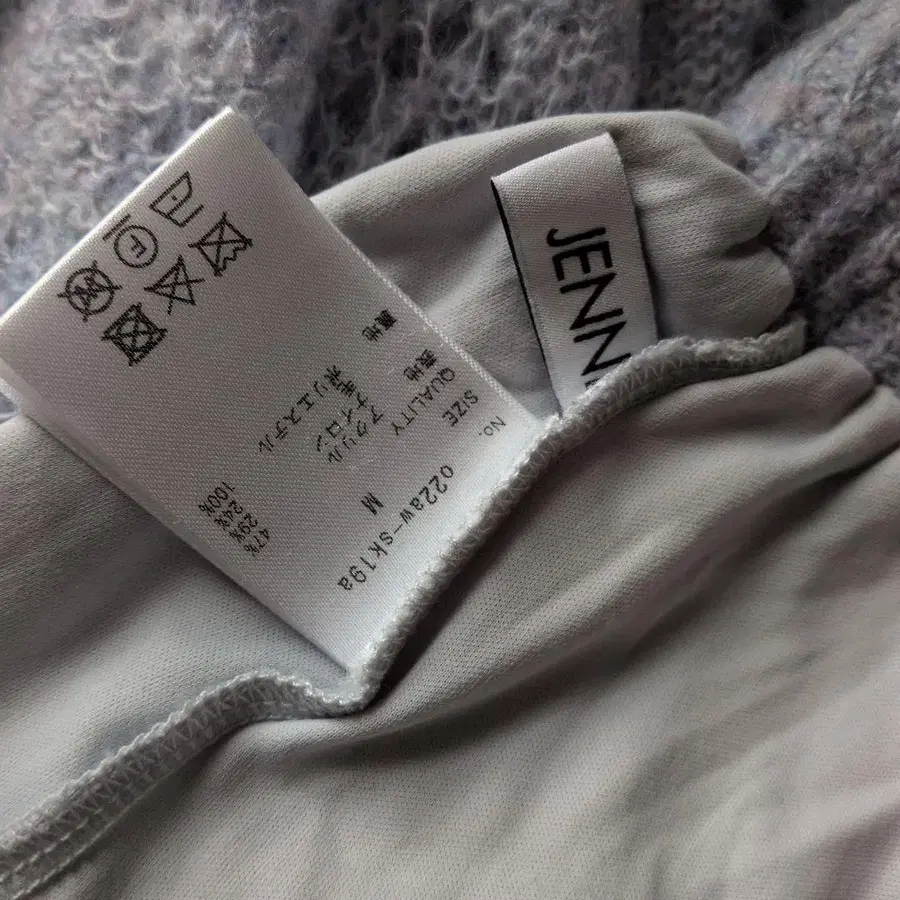 JENN
No. 022aw-sk19a
SIZE M
QUALITY
表地 アクリル 47%
ナイロン 29%
毛 24%
裏地 ポリエステル 100%
F